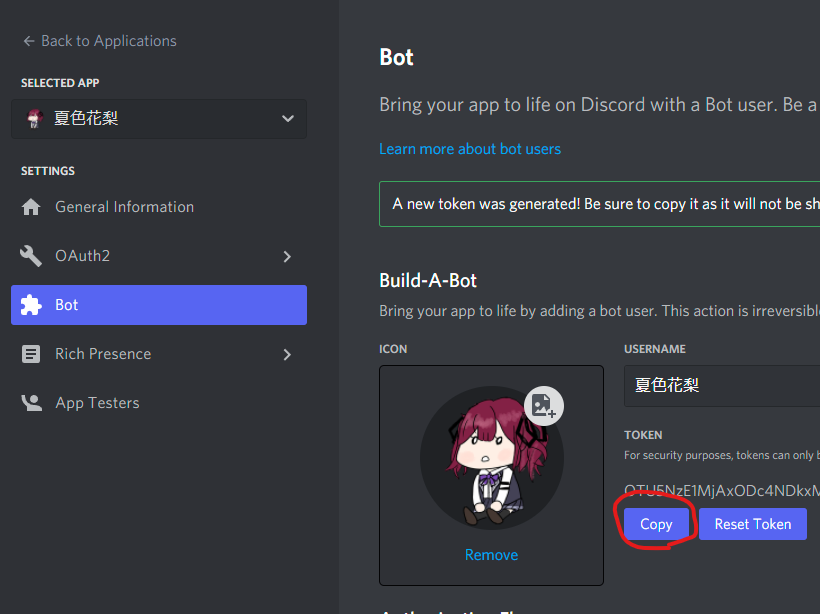 Back to Applications
SELECTED APP
夏色花梨
SETTINGS
General Information
OAuth2
Bot
Rich Presence
App Testers
Bot
Bring your app to life on Discord with a Bot user. Be a
Learn more about bot users
A new token was generated! Be sure to copy it as it will not be sh
Build-A-Bot
Bring your app to life by adding a bot user. This action is irreversible
ICON
Remove
USERNAME
夏色花梨
TOKEN
For security purposes, tokens can only b
OTU5NzE1MjAxODc4NDkxM
Copy
Reset Token